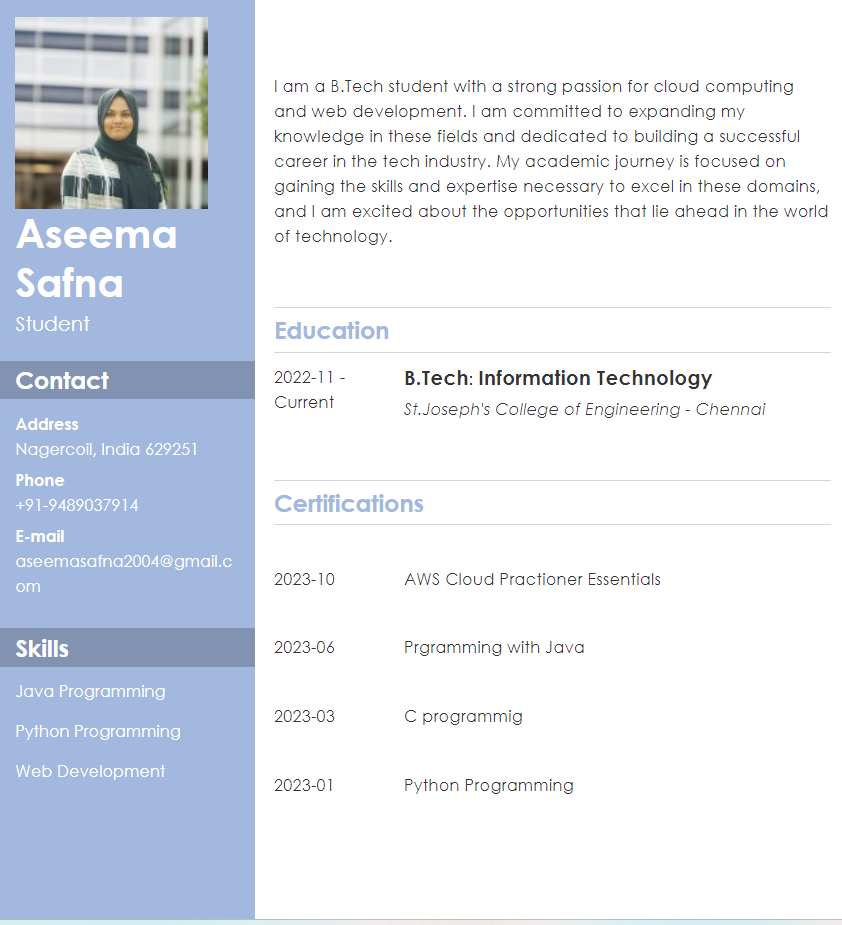 Aseema
Safna
Student
Contact
Address
Nagercoil, India 629251
Phone
+91-9489037914
E-mail
aseemasafna2004@gmail.c
om
Skills
Java Programming
Python Programming
Web Development
I am a B.Tech student with a strong passion for cloud computing
and web development. I am committed to expanding my
knowledge in these fields and dedicated to building a successful
career in the tech industry. My academic journey is focused on
gaining the skills and expertise necessary to excel in these domains,
and I am excited about the opportunities that lie ahead in the world
of technology.
Education
2022-11 - B.Tech: Information Technology
Current St.Joseph's College of Engineering - Chennai
Certifications
2023-10 AWS Cloud Practioner Essentials
2023-06 Prgramming with Java
2023-03 C programmig
2023-01 Python Programming